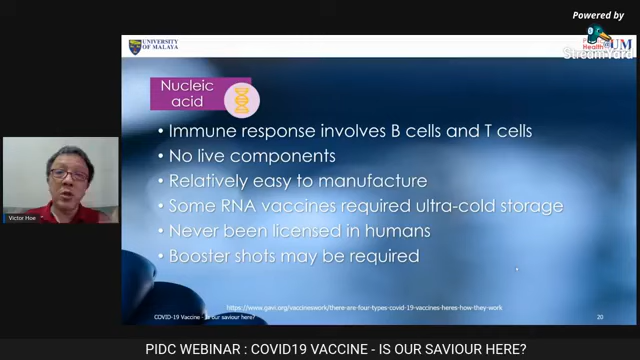 Powered by
StreamYard
UNIVERSITY
OF MALAYA
Health@UM
Nucleic
acid
• Immune response involves B cells and T cells
• No live components
• Relatively easy to manufacture
• Some RNA vaccines required ultra-cold storage
• Never been licensed in humans
• Booster shots may be required
Victor Hoe
https://www.gavi.org/vaccineswork/there-are-four-types-covid-19-vaccines-heres-how-they-work
COVID-19 Vaccine - Is our saviour here?
20
PIDC WEBINAR : COVID19 VACCINE - IS OUR SAVIOUR HERE?